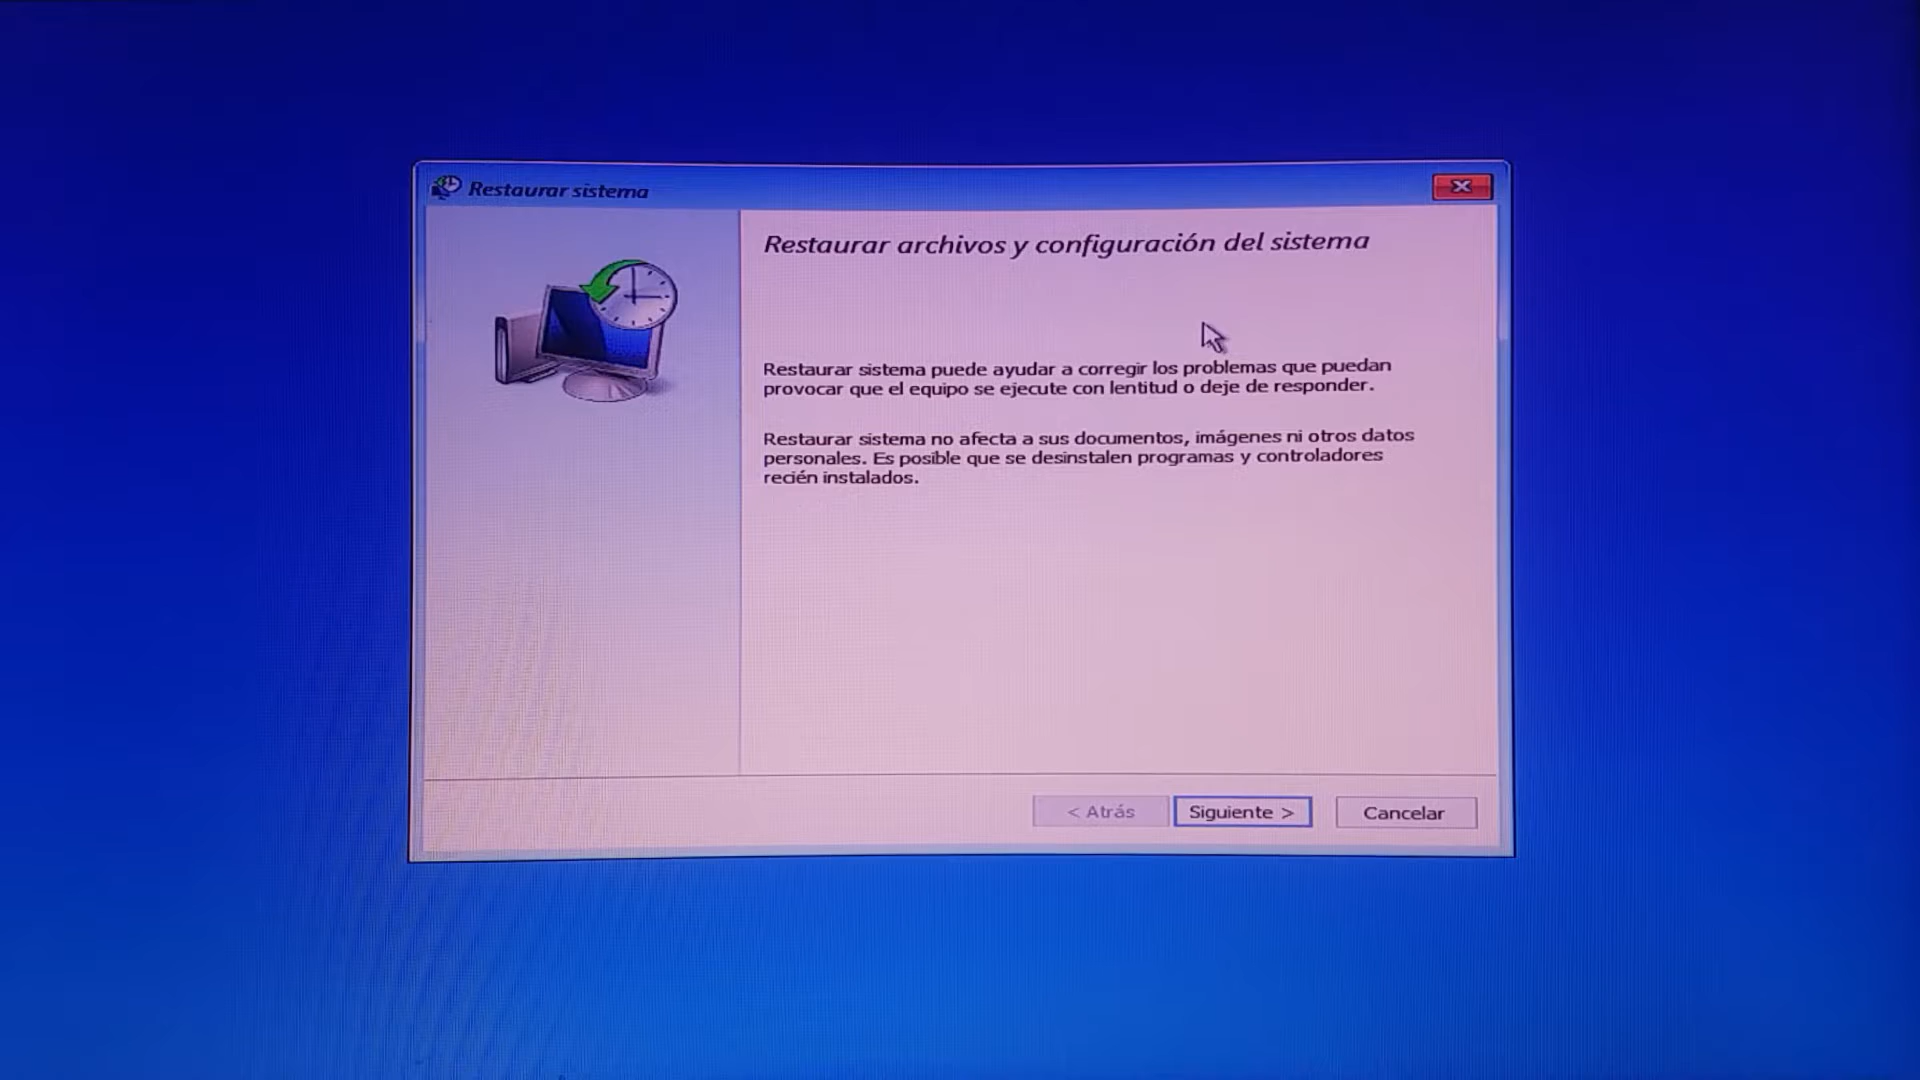 Restaurar sistema
Restaurar archivos y configuración del sistema
Restaurar sistema puede ayudar a corregir los problemas que puedan
provocar que el equipo se ejecute con lentitud o deje de responder.
Restaurar sistema no afecta a sus documentos, imágenes ni otros datos
personales. Es posible que se desinstalen programas y controladores
recién instalados.
< Atrás
Siguiente >
Cancelar